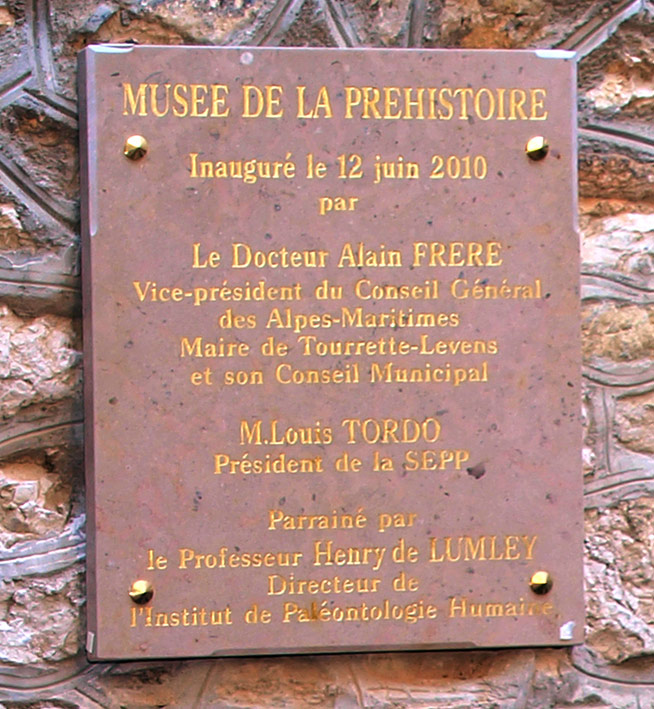 MUSEE DE LA PREHISTOIRE
Inauguré le 12 juin 2010
par
Le Docteur Alain FRERE
Vice-président du Conseil Général
des Alpes-Maritimes
Maire de Tourrette-Levens
et son Conseil Municipal
M.Louis TORDO
Président de la SEPP
Parrainé par
le Professeur Henry de LUMLEY
Directeur de
l'Institut de Paléontologie Humaine